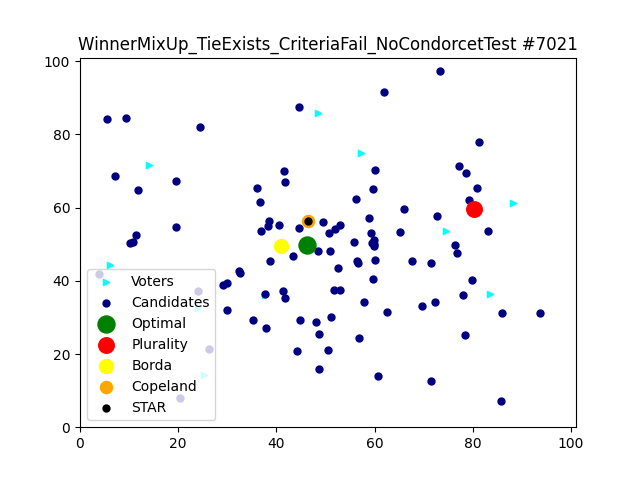 WinnerMixUp_TieExists_CriteriaFail_NoCondorcetTest #7021
100
80
60
40
20
0
Voters
Candidates
Optimal
Plurality
Borda
Copeland
STAR
0 20 40 60 80 100